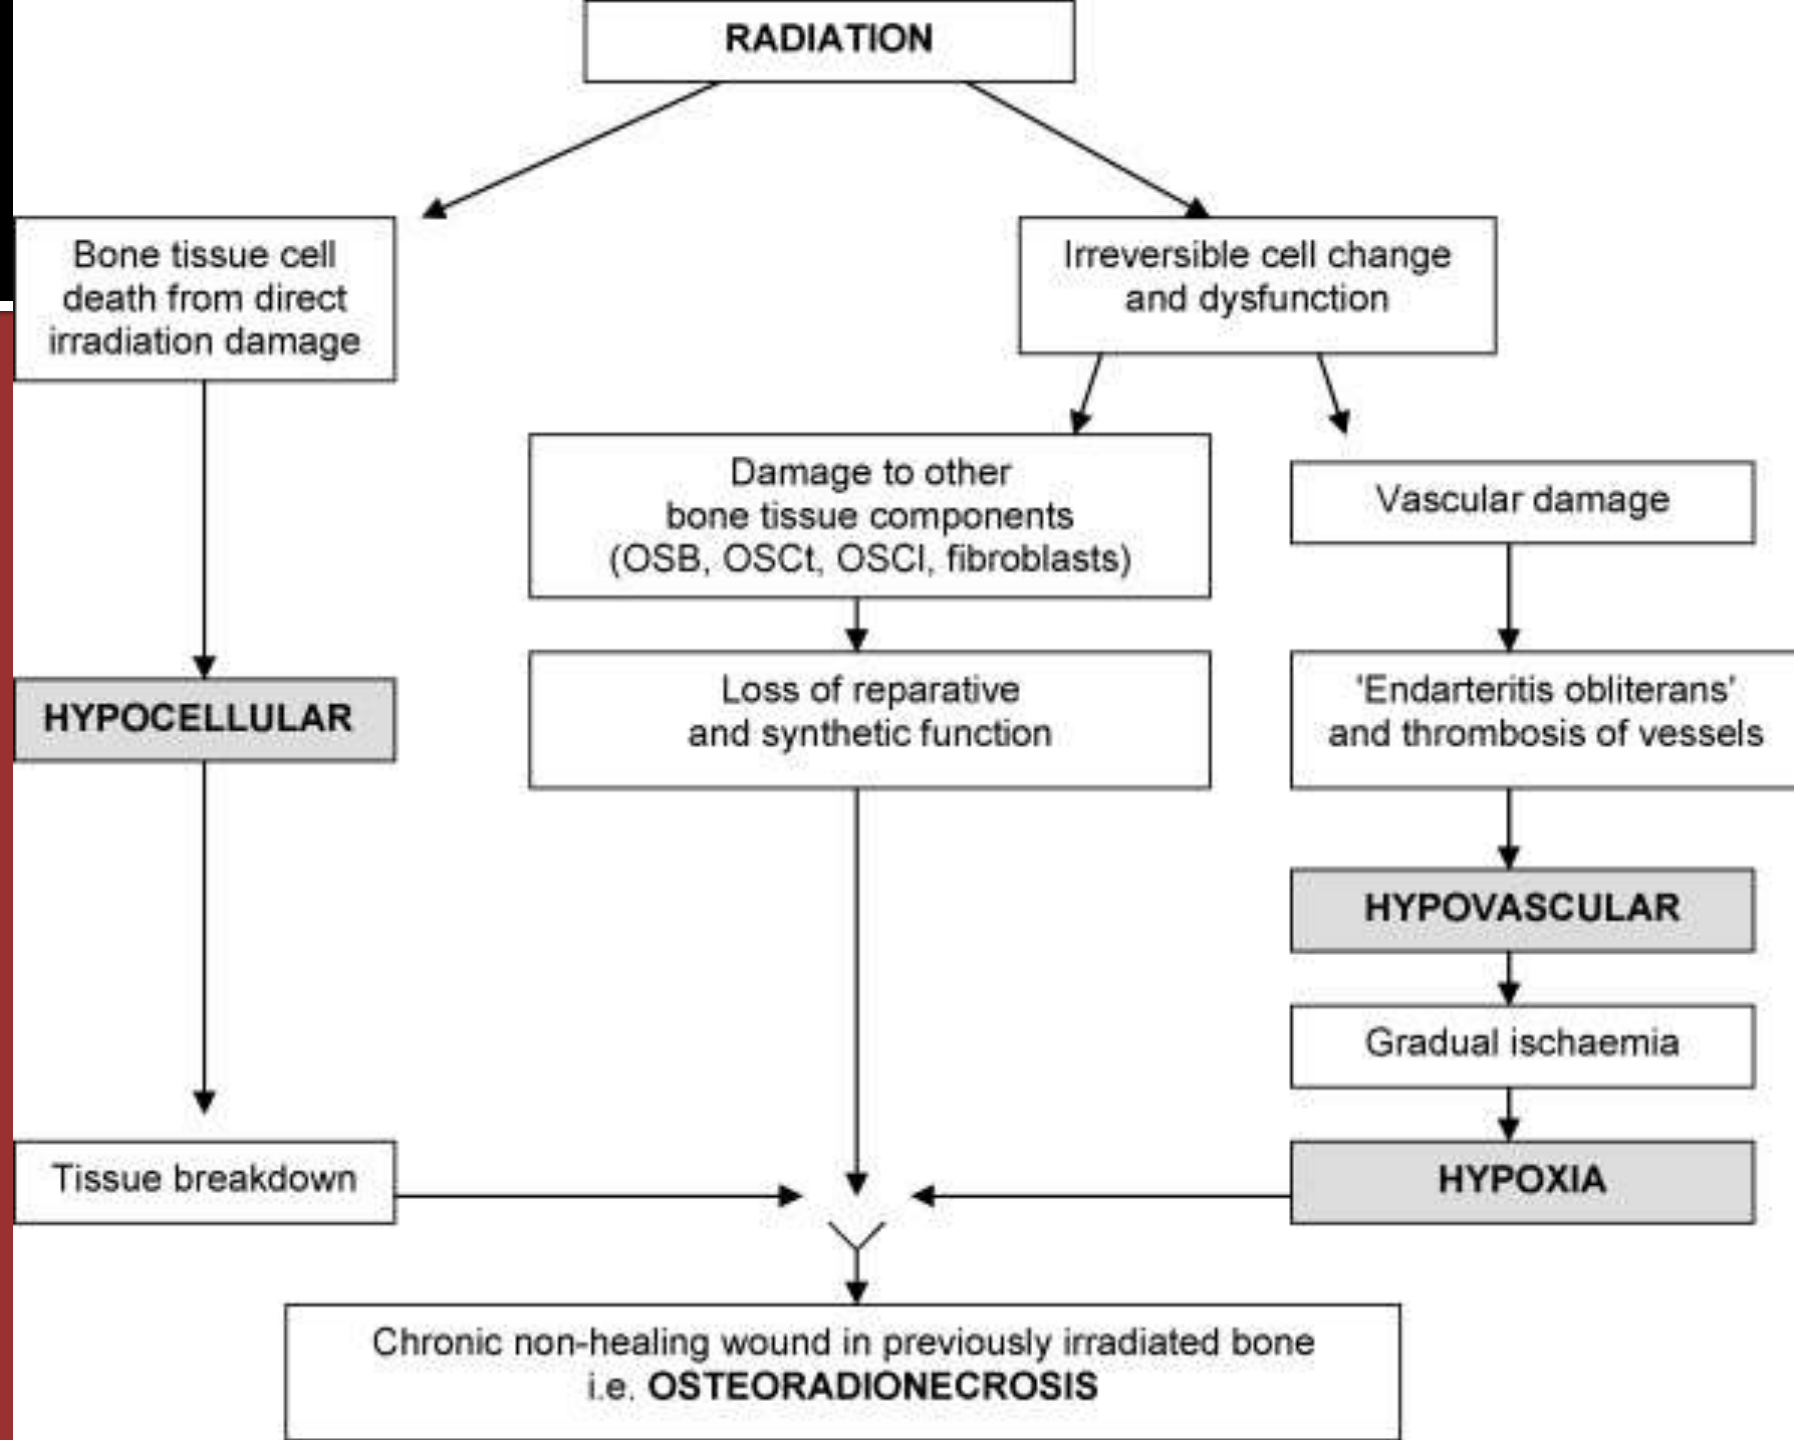 RADIATION
Bone tissue cell
death from direct
irradiation damage
Irreversible cell change
and dysfunction
Damage to other
bone tissue components
(OSB, OSCt, OSCl, fibroblasts)
Vascular damage
HYPOCELLULAR
Loss of reparative
and synthetic function
'Endarteritis obliterans'
and thrombosis of vessels
HYPOVASCULAR
Gradual ischaemia
Tissue breakdown
HYPOXIA
Chronic non-healing wound in previously irradiated bone
i.e. OSTEORADIONECROSIS